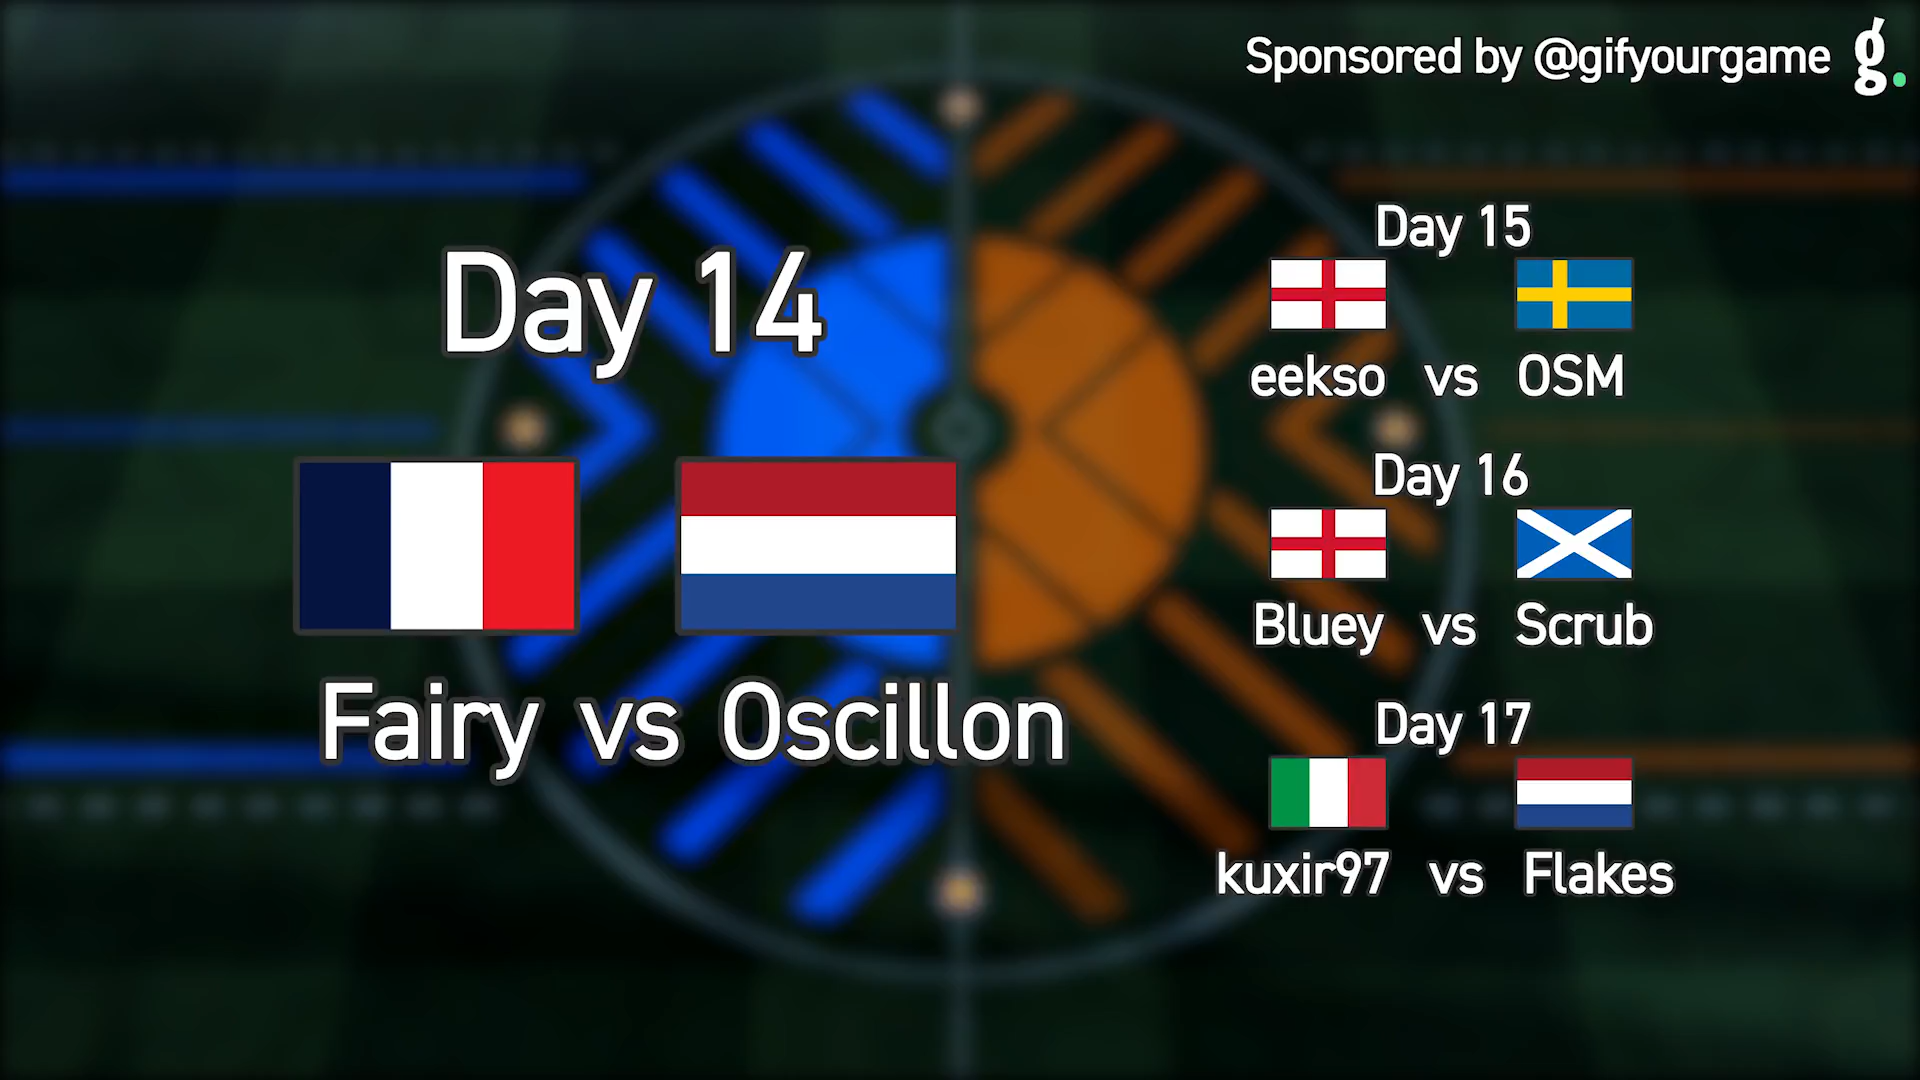 Sponsored by @gifyourgame g.
Day 14
Fairy vs Oscillon
Day 15
eekso vs OSM
Day 16
Bluey vs Scrub
Day 17
kuxir97 vs Flakes